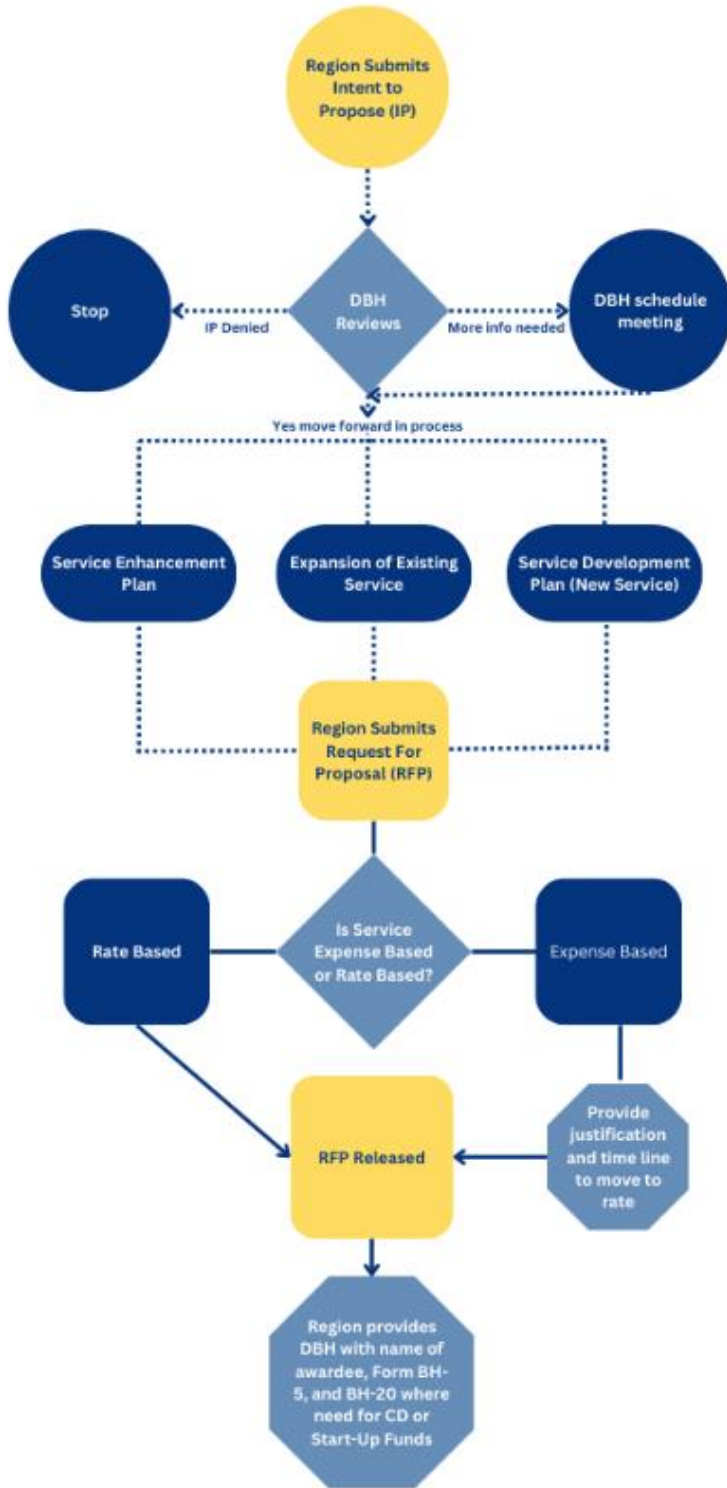 Region Submits
Intent to
Propose (IP)
Stop
IP Denied
DBH
Reviews
More info needed
DBH schedule
meeting
Yes move forward in process
Service Enhancement
Plan
Expansion of Existing
Service
Service Development
Plan (New Service)
Region Submits
Request For
Proposal (RFP)
Rate Based
Is Service
Expense Based
or Rate Based?
Expense Based
RFP Released
Provide
justification
and time line
to move to
rate
Region provides
DBH with name of
awardee, Form BH-
5, and BH-20 where
need for CD or
Start-Up Funds